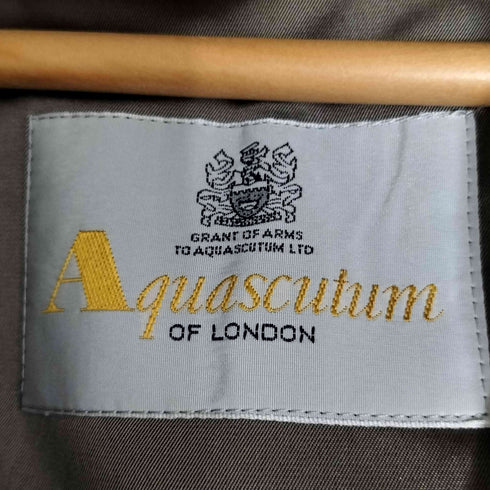 GRANT OF ARMS
TO AQUASCUTUM LTD
Aquascutum
OF LONDON